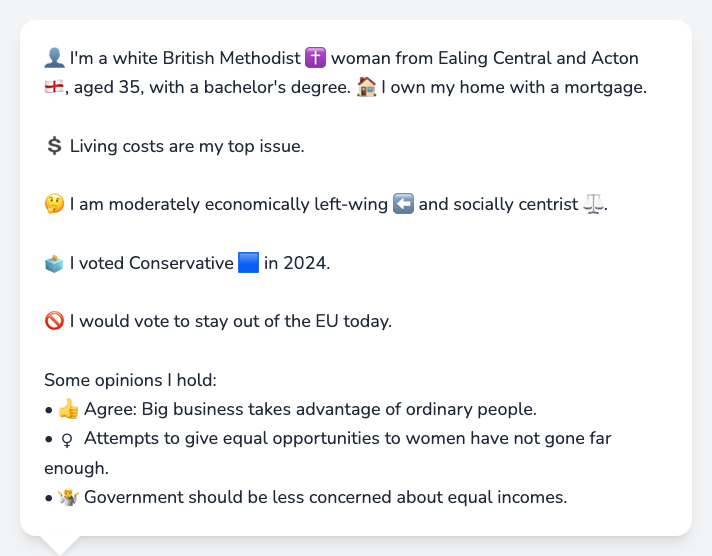 👤 I'm a white British Methodist ✝️ woman from Ealing Central and Acton
🏴󠁧󠁢󠁥󠁮󠁧󠁿, aged 35, with a bachelor's degree. 🏠 I own my home with a mortgage.
💲 Living costs are my top issue.
🤔 I am moderately economically left-wing ⬅️ and socially centrist ⚖️.
🗳️ I voted Conservative 🟦 in 2024.
🚫 I would vote to stay out of the EU today.
Some opinions I hold:
• 👍 Agree: Big business takes advantage of ordinary people.
• ♀ Attempts to give equal opportunities to women have not gone far
enough.
• 🤷 Government should be less concerned about equal incomes.